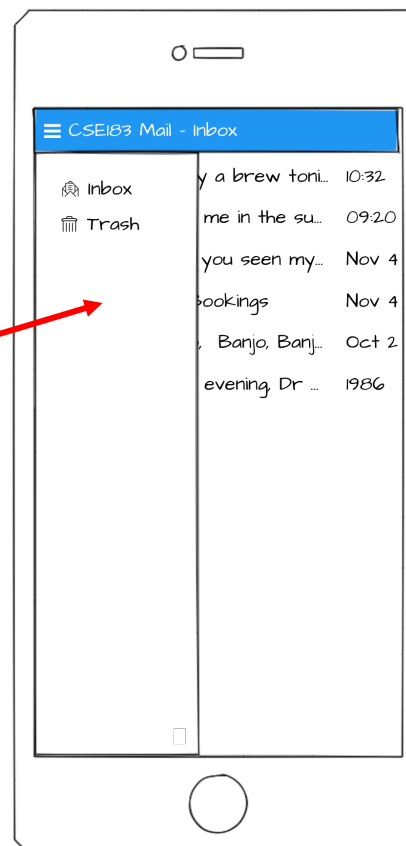 CSE183 Mail - Inbox
Inbox
Trash
y a brew toni... 10:32
me in the su... 09:20
you seen my... Nov 4
ookings Nov 4
, Banjo, Banj... Oct 2
evening, Dr ... 1986